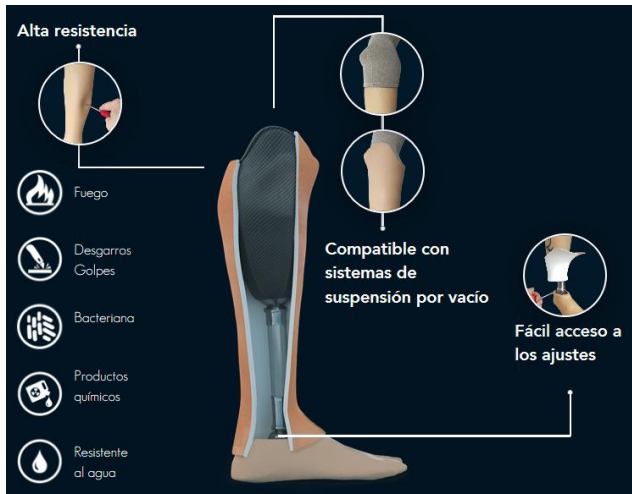 Alta resistencia
Fuego
Desgarros
Golpes
Bacteriana
Productos
químicos
Resistente
al agua
Compatible con
sistemas de
suspensión por vacío
Fácil acceso a
los ajustes